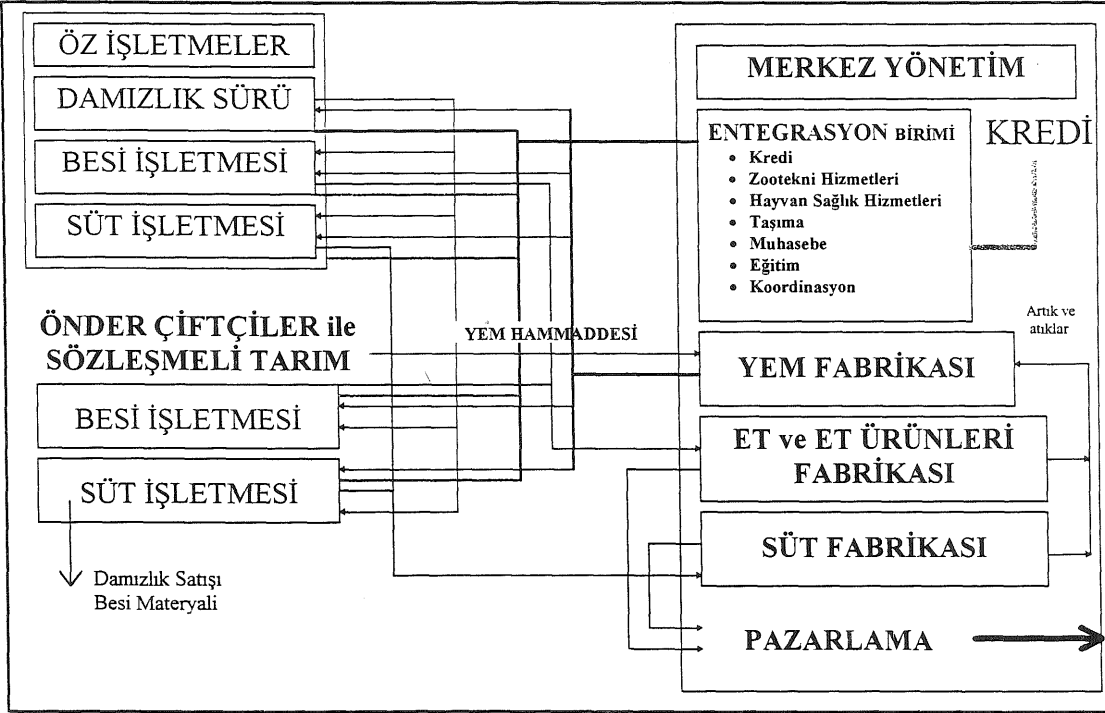 ÖZ İŞLETMELER
DAMIZLIK SÜRÜ
BESİ İŞLETMESİ
SÜT İŞLETMESİ
ÖNDER ÇİFTÇİLER ile
SÖZLEŞMELİ TARIM
BESİ İŞLETMESİ
SÜT İŞLETMESİ
Damızlık Satışı
Besi Materyali
YEM HAMMADDESİ
MERKEZ YÖNETİM
ENTEGRASYON BİRİMİ
• Kredi
• Zootekni Hizmetleri
• Hayvan Sağlık Hizmetleri
• Taşıma
• Muhasebe
• Eğitim
• Koordinasyon
KREDİ
Artık ve
atıklar
YEM FABRİKASI
ET ve ET ÜRÜNLERİ
FABRİKASI
SÜT FABRİKASI
PAZARLAMA